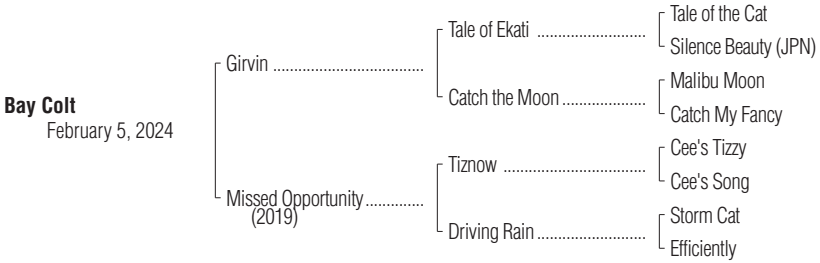 Bay Colt
February 5, 2024
Girvin
Missed Opportunity
(2019)
Tale of Ekati
Catch the Moon
Tiznow
Driving Rain
Tale of the Cat
Silence Beauty (JPN)
Malibu Moon
Catch My Fancy
Cee's Tizzy
Cee's Song
Storm Cat
Efficiently